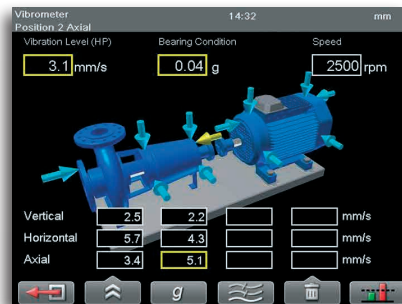 Vibrometer 14:32 mm
Position 2 Axial
Vibration Level (HP) Bearing Condition Speed
3.1 mm/s 0.04 g 2500 rpm
Vertical 2.5 2.2 mm/s
Horizontal 5.7 4.3 mm/s
Axial 3.4 5.1 mm/s
g